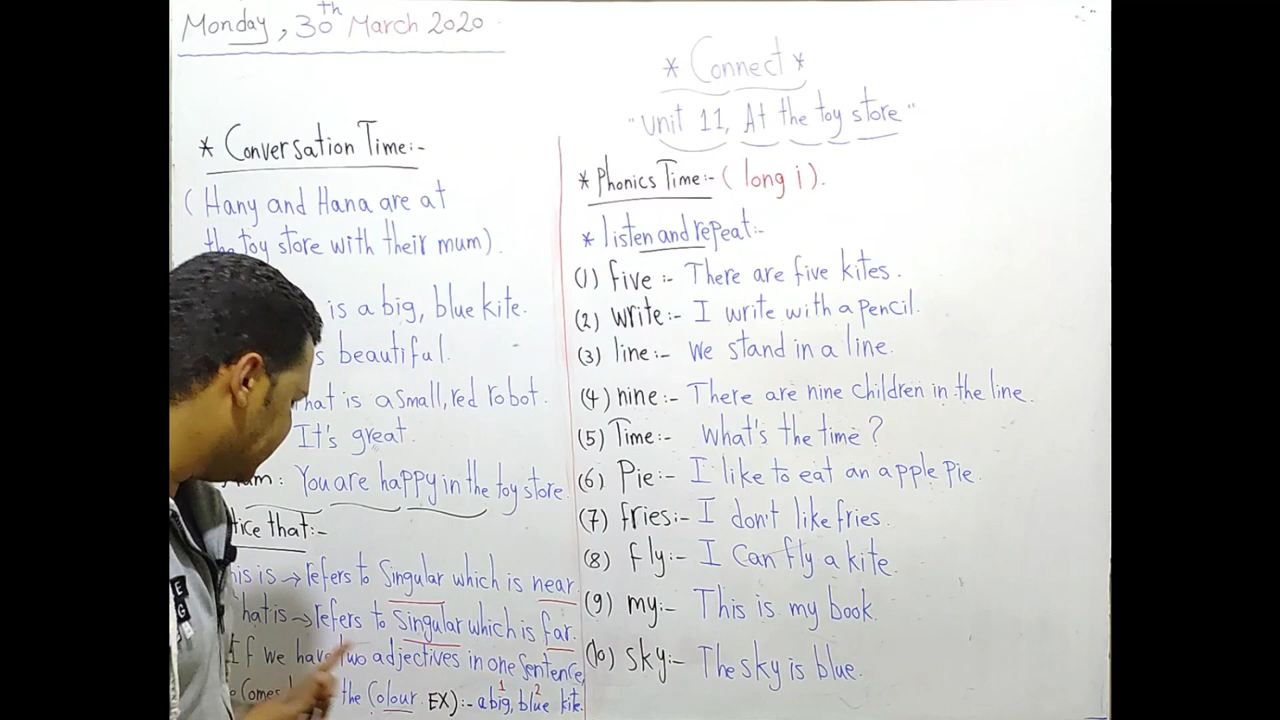 Monday, 30th March 2020
* Connect *
"Unit 11, At the toy store"
* Conversation Time:-
(Hany and Hana are at
the toy store with their mum).
is a big, blue kite.
s beautiful.
hat is a small, red robot.
It's great.
um: You are happy in the toy store.
tice that:-
his is → refers to Singular which is near.
hat is → refers to Singular which is far.
If we have two adjectives in one Sentence,
Comes the Colour EX):- a big, blue kite.
1 2
* Phonics Time:- ( long i ).
* listen and repeat:-
(1) five :- There are five kites.
(2) write:- I write with a pencil.
(3) line:- We stand in a line.
(4) nine:- There are nine children in the line.
(5) Time:- What's the time?
(6) Pie:- I like to eat an apple pie.
(7) fries:- I don't like fries.
(8) fly:- I Can fly a kite.
(9) my:- This is my book.
(10) sky:- The sky is blue.